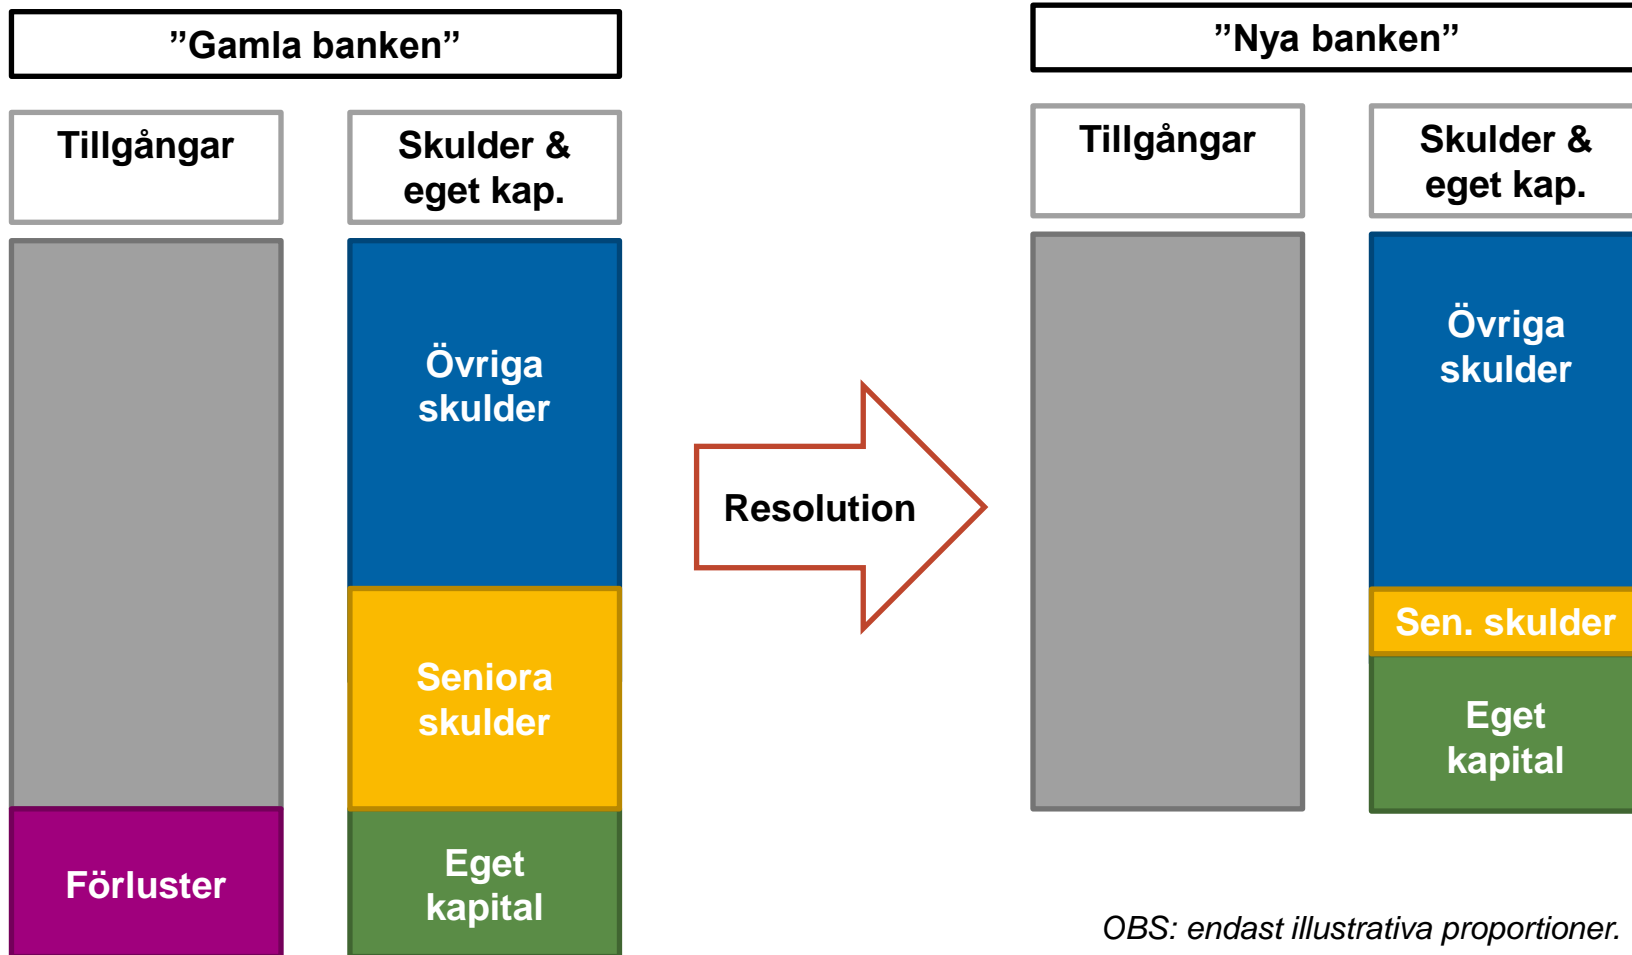 ”Gamla banken”
Tillgångar
Skulder &
eget kap.
Övriga
skulder
Seniora
skulder
Förluster
Eget
kapital
Resolution
”Nya banken”
Tillgångar
Skulder &
eget kap.
Övriga
skulder
Sen. skulder
Eget
kapital
OBS: endast illustrativa proportioner.